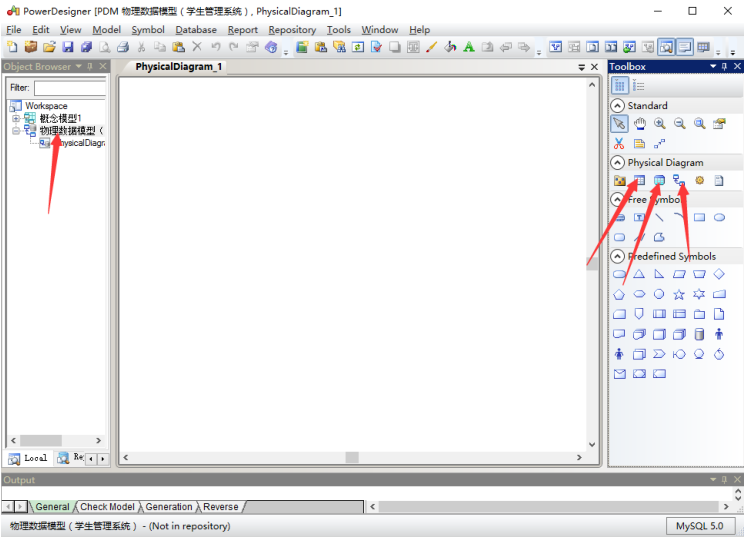 PowerDesigner [PDM 物理数据模型（学生管理系统）, PhysicalDiagram_1]
File Edit View Model Symbol Database Report Repository Tools Window Help
Object Browser
PhysicalDiagram_1
Toolbox
Filter:
Workspace
概念模型1
物理数据模型（
PhysicalDiagr
Standard
Physical Diagram
Free Symbols
Predefined Symbols
Local
Re
Output
General Check Model Generation Reverse
物理数据模型（学生管理系统） - (Not in repository)
MySQL 5.0